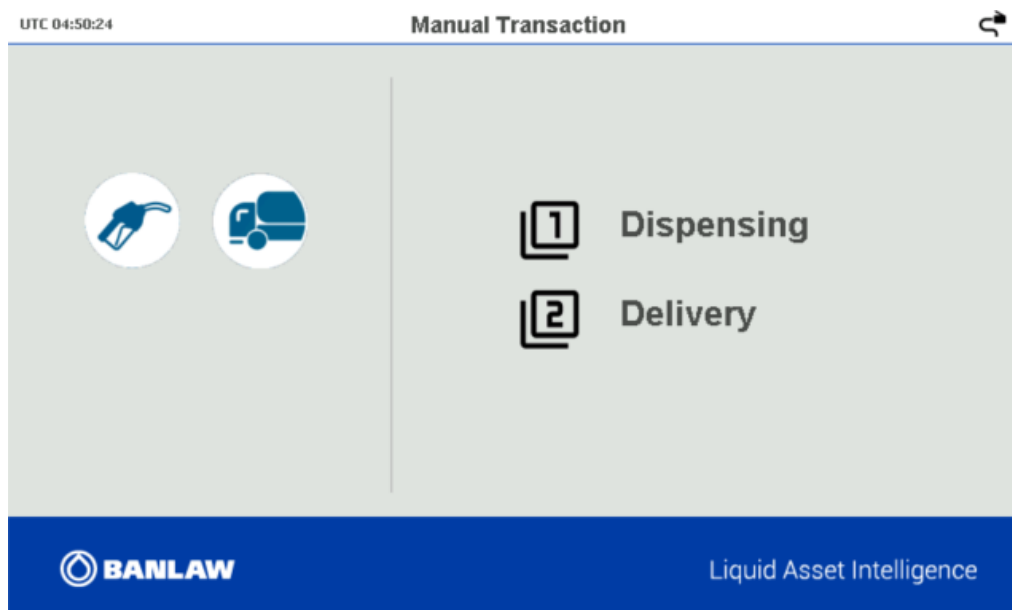 UTC 04:50:24
Manual Transaction
1 Dispensing
2 Delivery
BANLAW
Liquid Asset Intelligence